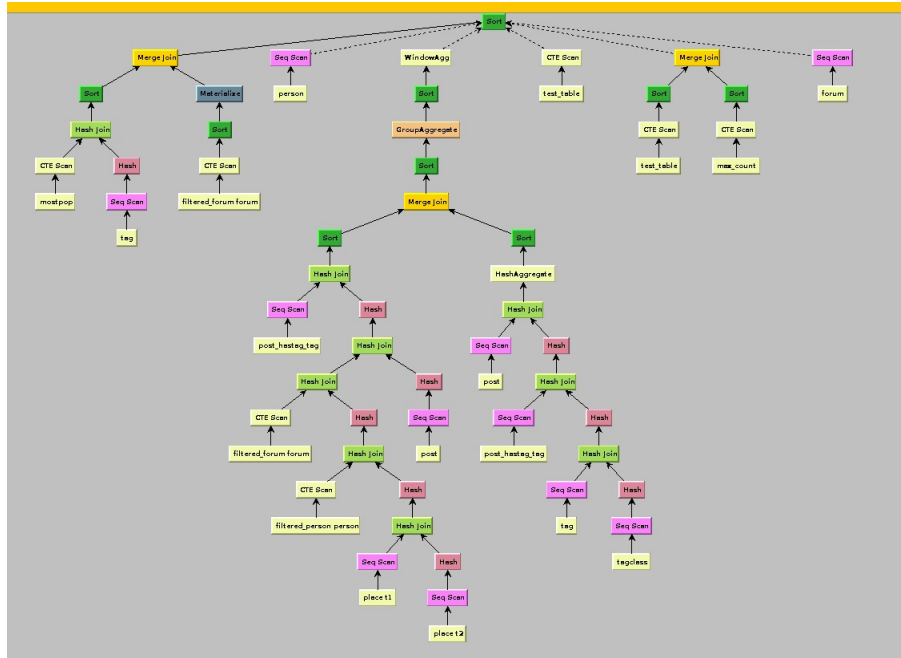 Sort
Merge Join
Seq Scan
WindowAgg
CTE Scan
Merge Join
Seq Scan
Sort
Materialize
person
Sort
test_table
Sort
Sort
forum
Hash Join
Sort
GroupAggregate
CTE Scan
CTE Scan
CTE Scan
Hash
CTE Scan
Sort
test_table
max_count
mostpop
Seq Scan
filtered_forum forum
Merge Join
tag
Sort
Sort
Hash Join
HashAggregate
Seq Scan
Hash
Hash Join
post_hastag_tag
Hash Join
Seq Scan
Hash
Hash Join
Hash
post
Hash Join
CTE Scan
Hash
Seq Scan
Seq Scan
Hash
filtered_forum forum
Hash Join
post
post_hastag_tag
Hash Join
CTE Scan
Hash
Seq Scan
Hash
filtered_person person
Hash Join
tag
Seq Scan
Seq Scan
Hash
tagclass
place t1
Seq Scan
place t2